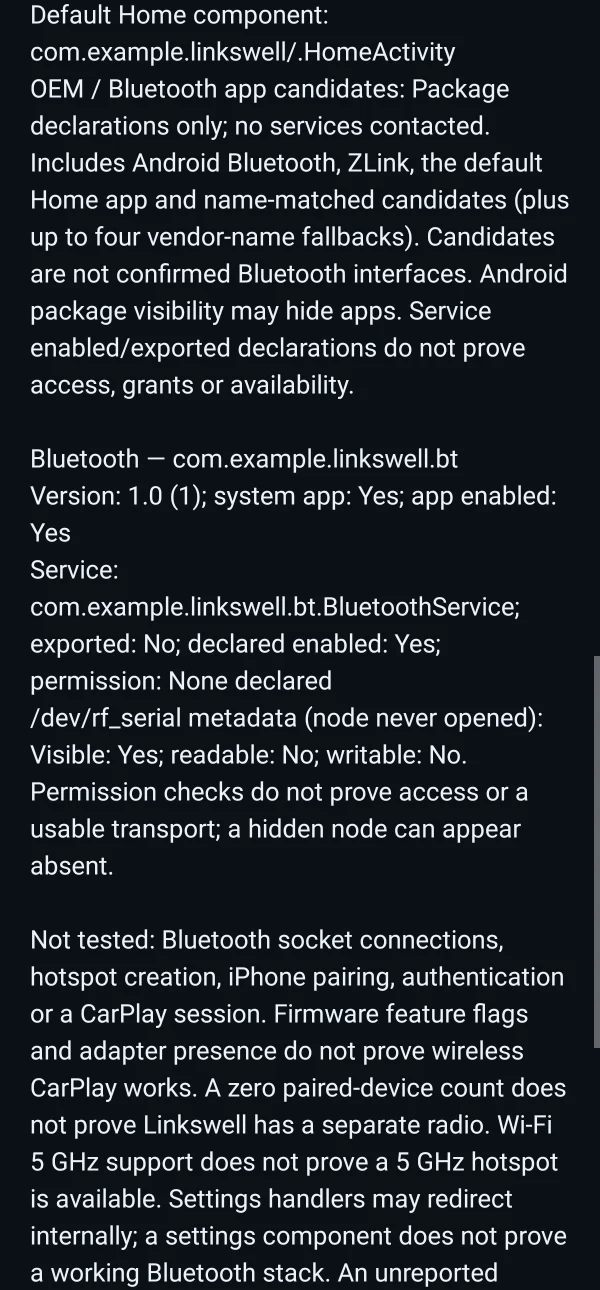 Default Home component:
com.example.linkswell/.HomeActivity
OEM / Bluetooth app candidates: Package
declarations only; no services contacted.
Includes Android Bluetooth, ZLink, the default
Home app and name-matched candidates (plus
up to four vendor-name fallbacks). Candidates
are not confirmed Bluetooth interfaces. Android
package visibility may hide apps. Service
enabled/exported declarations do not prove
access, grants or availability.

Bluetooth — com.example.linkswell.bt
Version: 1.0 (1); system app: Yes; app enabled:
Yes
Service:
com.example.linkswell.bt.BluetoothService;
exported: No; declared enabled: Yes;
permission: None declared
/dev/rf_serial metadata (node never opened):
Visible: Yes; readable: No; writable: No.
Permission checks do not prove access or a
usable transport; a hidden node can appear
absent.

Not tested: Bluetooth socket connections,
hotspot creation, iPhone pairing, authentication
or a CarPlay session. Firmware feature flags
and adapter presence do not prove wireless
CarPlay works. A zero paired-device count does
not prove Linkswell has a separate radio. Wi-Fi
5 GHz support does not prove a 5 GHz hotspot
is available. Settings handlers may redirect
internally; a settings component does not prove
a working Bluetooth stack. An unreported